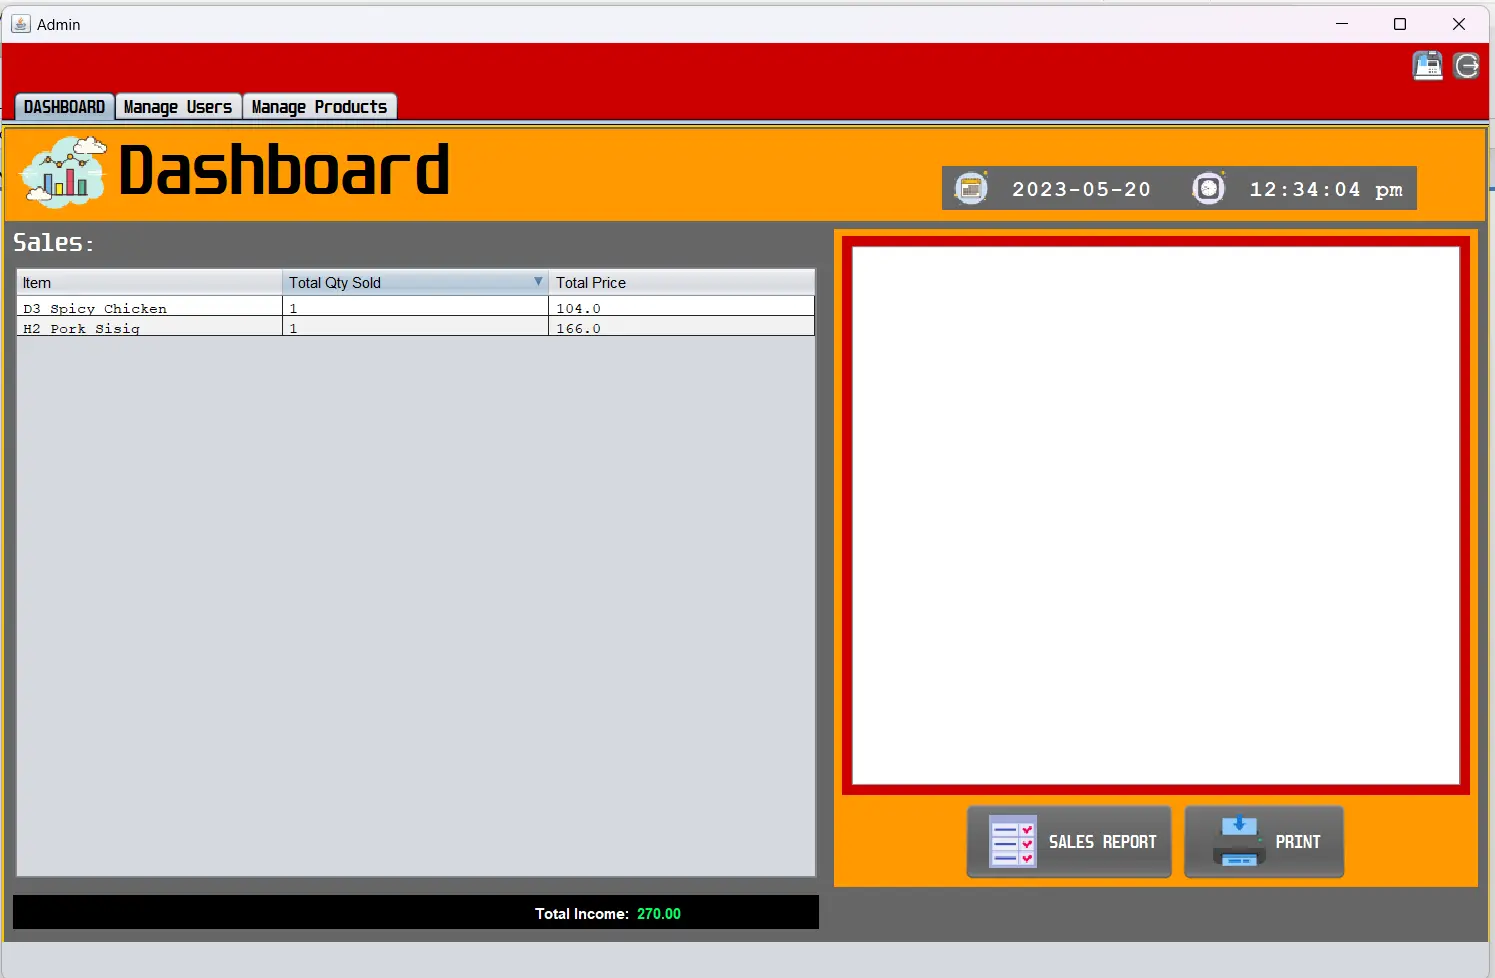 Admin
DASHBOARD Manage Users Manage Products
Dashboard
2023-05-20 12:34:04 pm
Sales:
Item Total Qty Sold Total Price
D3 Spicy Chicken 1 104.0
H2 Pork Sisig 1 166.0
SALES REPORT PRINT
Total Income: 270.00